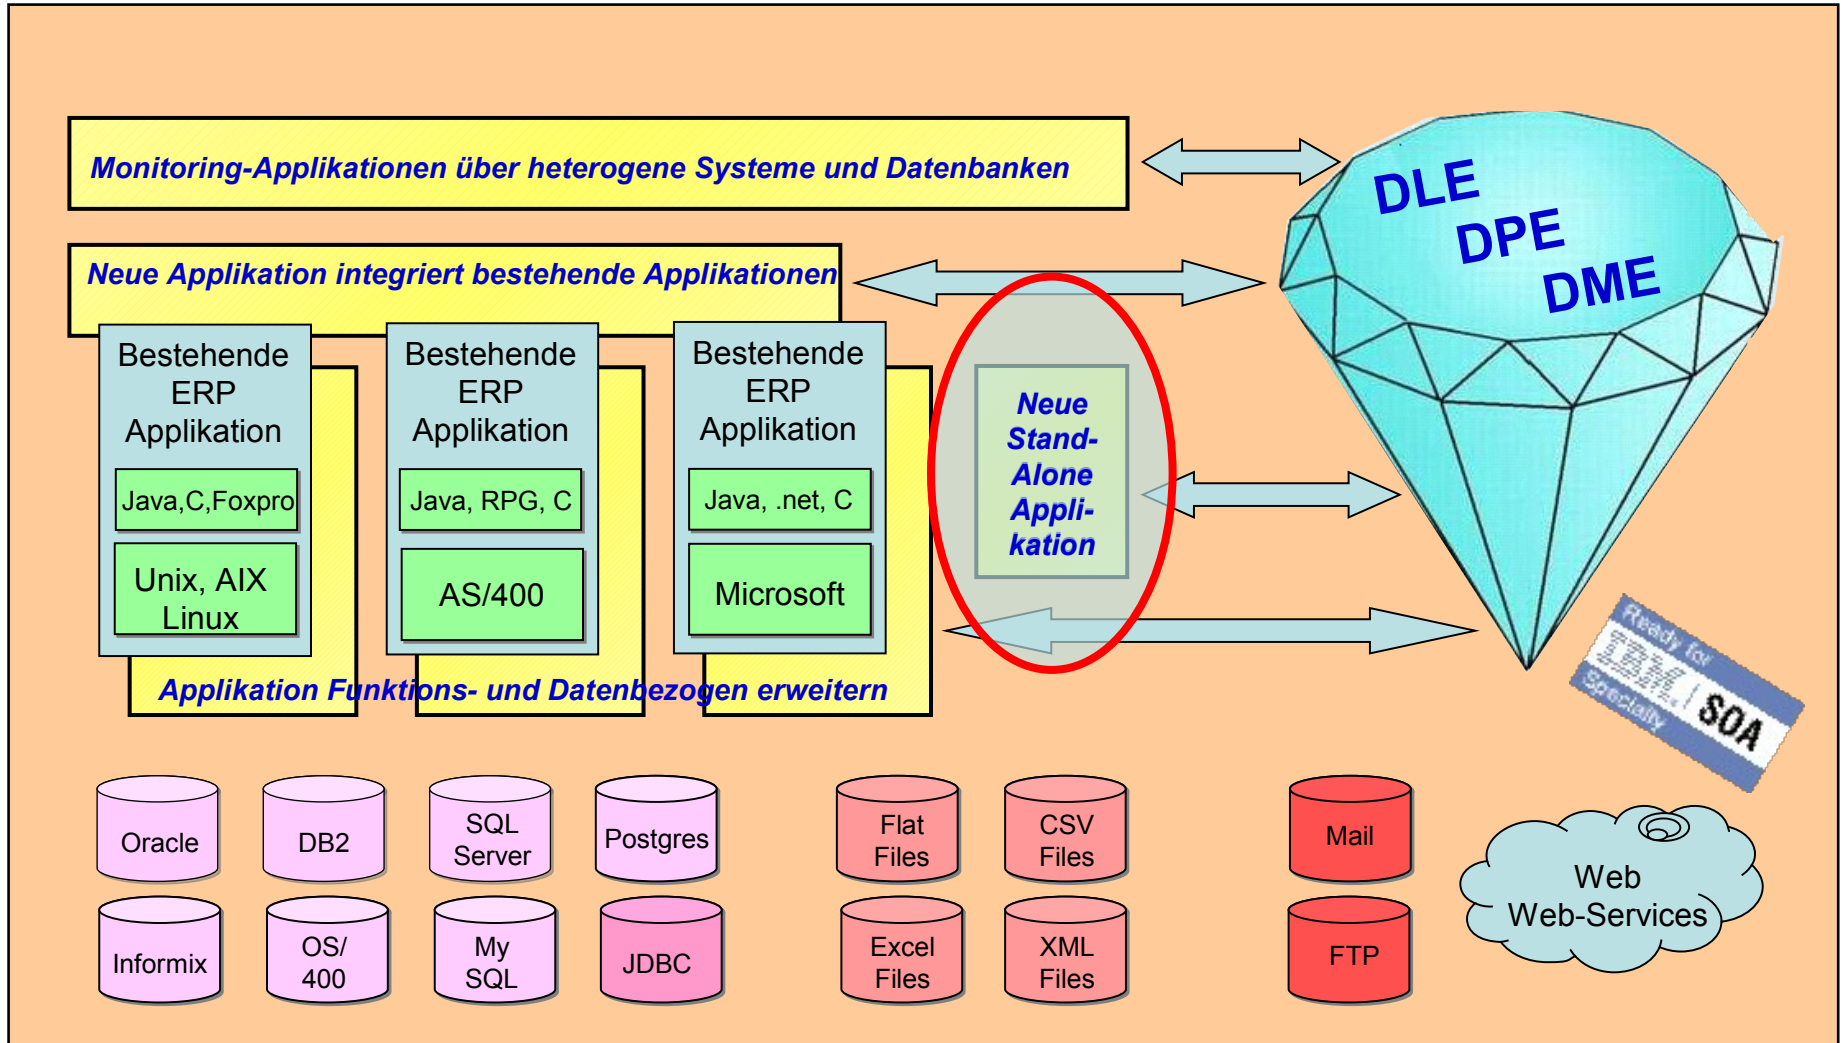 Monitoring-Applikationen über heterogene Systeme und Datenbanken
DLE
DPE
DME
Neue Applikation integriert bestehende Applikationen
Bestehende
ERP
Applikation
Java,C,Foxpro
Unix, AIX
Linux
Bestehende
ERP
Applikation
Java, RPG, C
AS/400
Bestehende
ERP
Applikation
Java, .net, C
Microsoft
Neue
Stand-
Alone
Appli-
kation
Applikation Funktions- und Datenbezogen erweitern
Ready for
IBM
SOA
Specialty
Oracle
DB2
SQL
Server
Postgres
Flat
Files
CSV
Files
Mail
Web
Web-Services
Informix
OS/
400
My
SQL
JDBC
Excel
Files
XML
Files
FTP